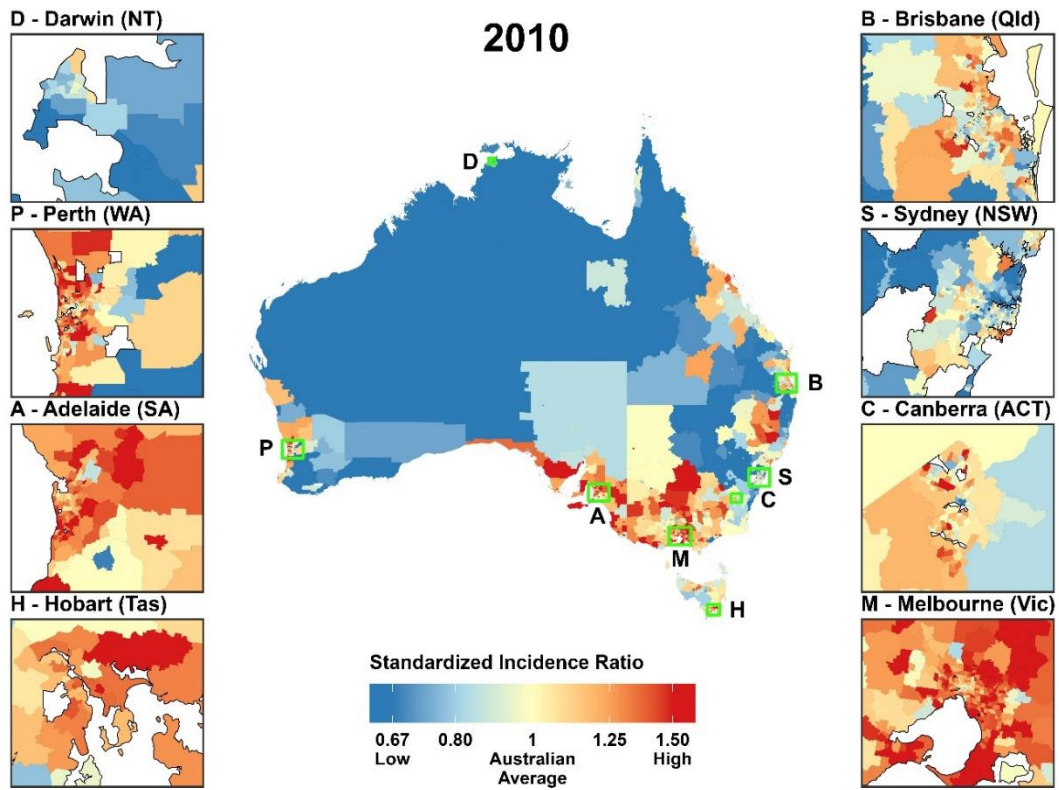 D - Darwin (NT)
2010
B - Brisbane (Qld)
P - Perth (WA)
S - Sydney (NSW)
A - Adelaide (SA)
C - Canberra (ACT)
H - Hobart (Tas)
M - Melbourne (Vic)
D
B
P
S
C
A
M
H
Standardized Incidence Ratio
0.67 0.80 1 1.25 1.50
Low Australian High
Average